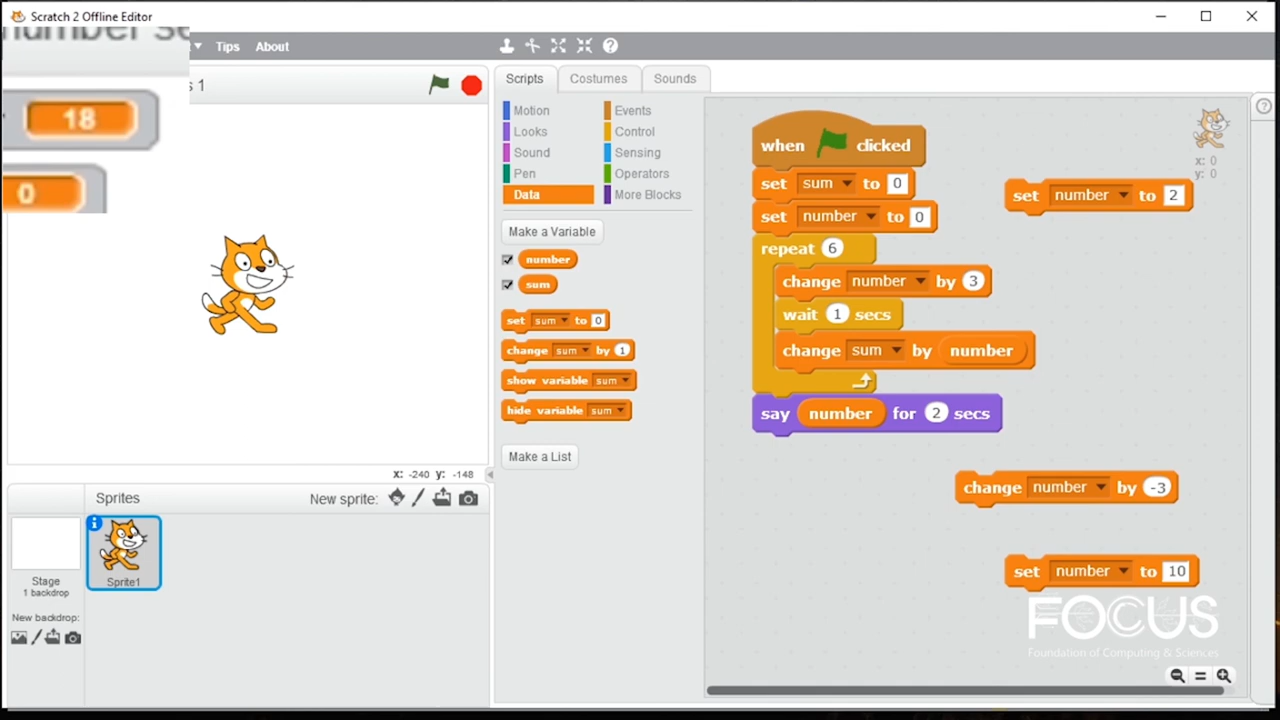 Scratch 2 Offline Editor
number se
Tips About
s 1
18
0
Scripts Costumes Sounds
Motion Events
Looks Control
Sound Sensing
Pen Operators
Data More Blocks
Make a Variable
number
sum
set sum to 0
change sum by 1
show variable sum
hide variable sum
Make a List
when clicked
set sum to 0
set number to 0
repeat 6
change number by 3
wait 1 secs
change sum by number
say number for 2 secs
set number to 2
change number by -3
set number to 10
x: 0
y: 0
x: -240 y: -148
Sprites New sprite:
Sprite1
Stage
1 backdrop
New backdrop:
FOCUS
Foundation of Computing & Sciences